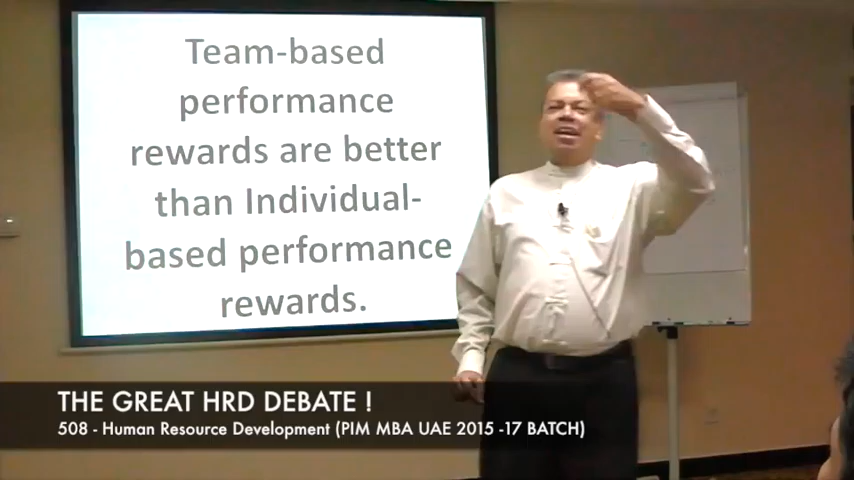 Team-based
performance
rewards are better
than Individual-
based performance
rewards.
THE GREAT HRD DEBATE !
508 - Human Resource Development (PIM MBA UAE 2015 -17 BATCH)